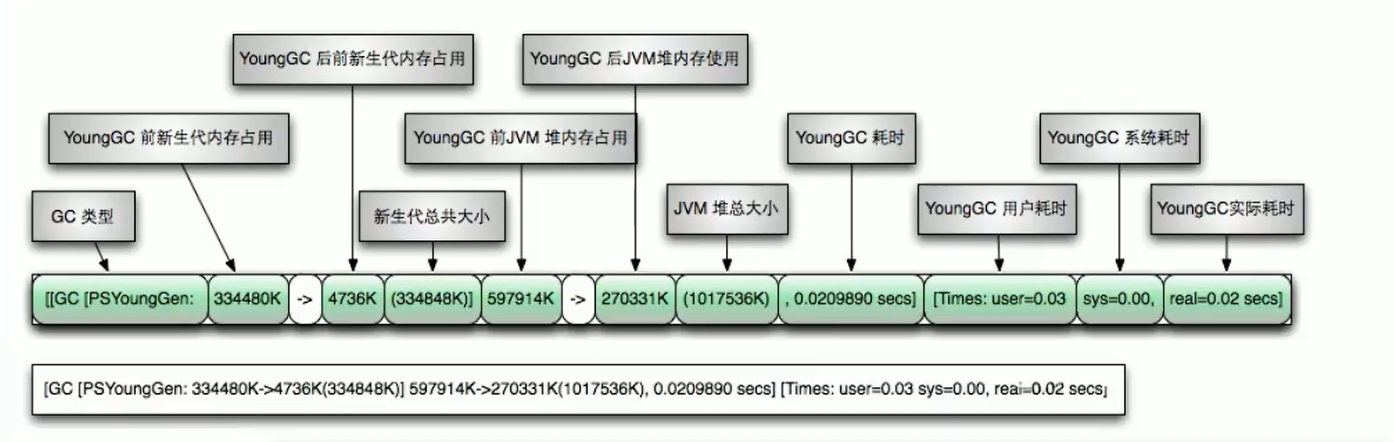 YoungGC 后前新生代内存占用
YoungGC 后JVM堆内存使用
YoungGC 前新生代内存占用
YoungGC 前JVM 堆内存占用
YoungGC 耗时
YoungGC 系统耗时
GC 类型
新生代总共大小
JVM 堆总大小
YoungGC 用户耗时
YoungGC实际耗时
[[GC [PSYoungGen: 334480K -> 4736K (334848K)] 597914K -> 270331K (1017536K) , 0.0209890 secs] [Times: user=0.03 sys=0.00, real=0.02 secs]
[GC [PSYoungGen: 334480K->4736K(334848K)] 597914K->270331K(1017536K), 0.0209890 secs] [Times: user=0.03 sys=0.00, real=0.02 secs]